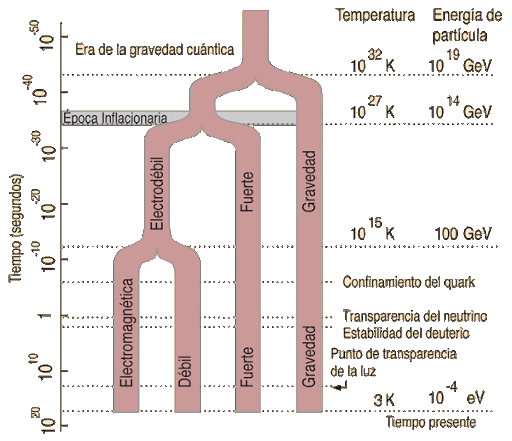 Temperatura
Energía de partícula
Era de la gravedad cuántica
10^32 K
10^19 GeV
10^27 K
10^14 GeV
Época Inflacionaria
Electrodébil
Fuerte
Gravedad
10^15 K
100 GeV
Confinamiento del quark
Transparencia del neutrino
Estabilidad del deuterio
Punto de transparencia
de la luz
Electromagnética
Débil
Fuerte
Gravedad
3 K
10^-4 eV
Tiempo presente
Tiempo (segundos)
10^-50
10^-40
10^-30
10^-20
10^-10
1
10^10
10^20